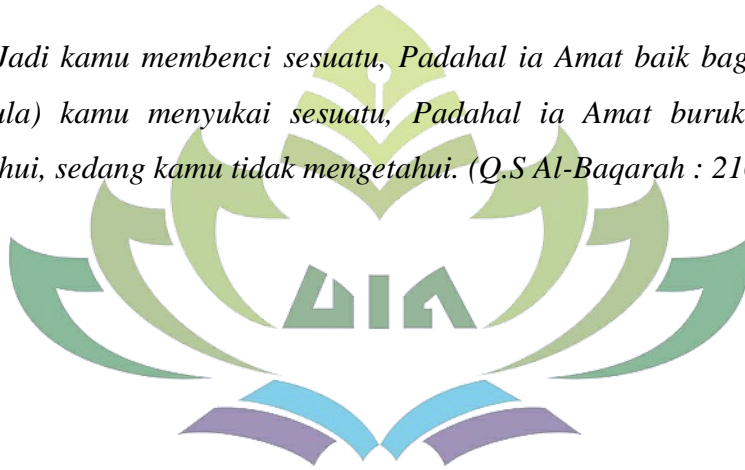 Jadi kamu membenci sesuatu, Padahal ia Amat baik bag
ula) kamu menyukai sesuatu, Padahal ia Amat buruk
hui, sedang kamu tidak mengetahui. (Q.S Al-Baqarah : 21
UIN